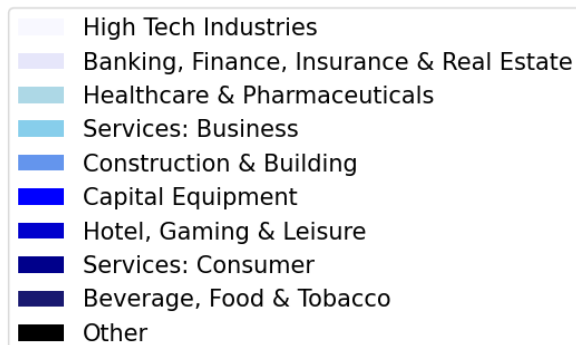 High Tech Industries
Banking, Finance, Insurance & Real Estate
Healthcare & Pharmaceuticals
Services: Business
Construction & Building
Capital Equipment
Hotel, Gaming & Leisure
Services: Consumer
Beverage, Food & Tobacco
Other